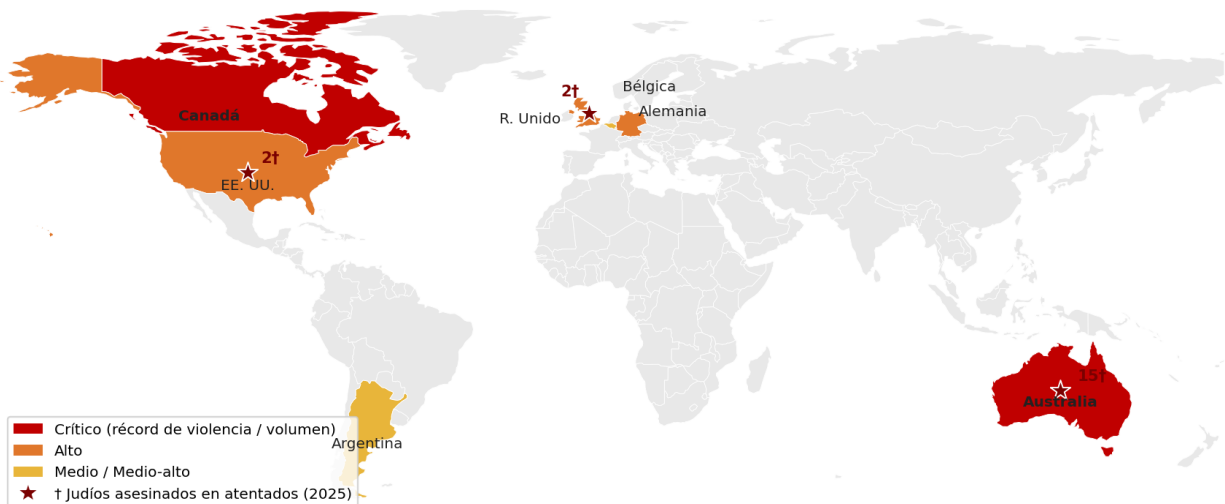 Canadá
2†
EE. UU.
2†
R. Unido
Bélgica
Alemania
15†
Australia
Argentina
Crítico (récord de violencia / volumen)
Alto
Medio / Medio-alto
† Judíos asesinados en atentados (2025)